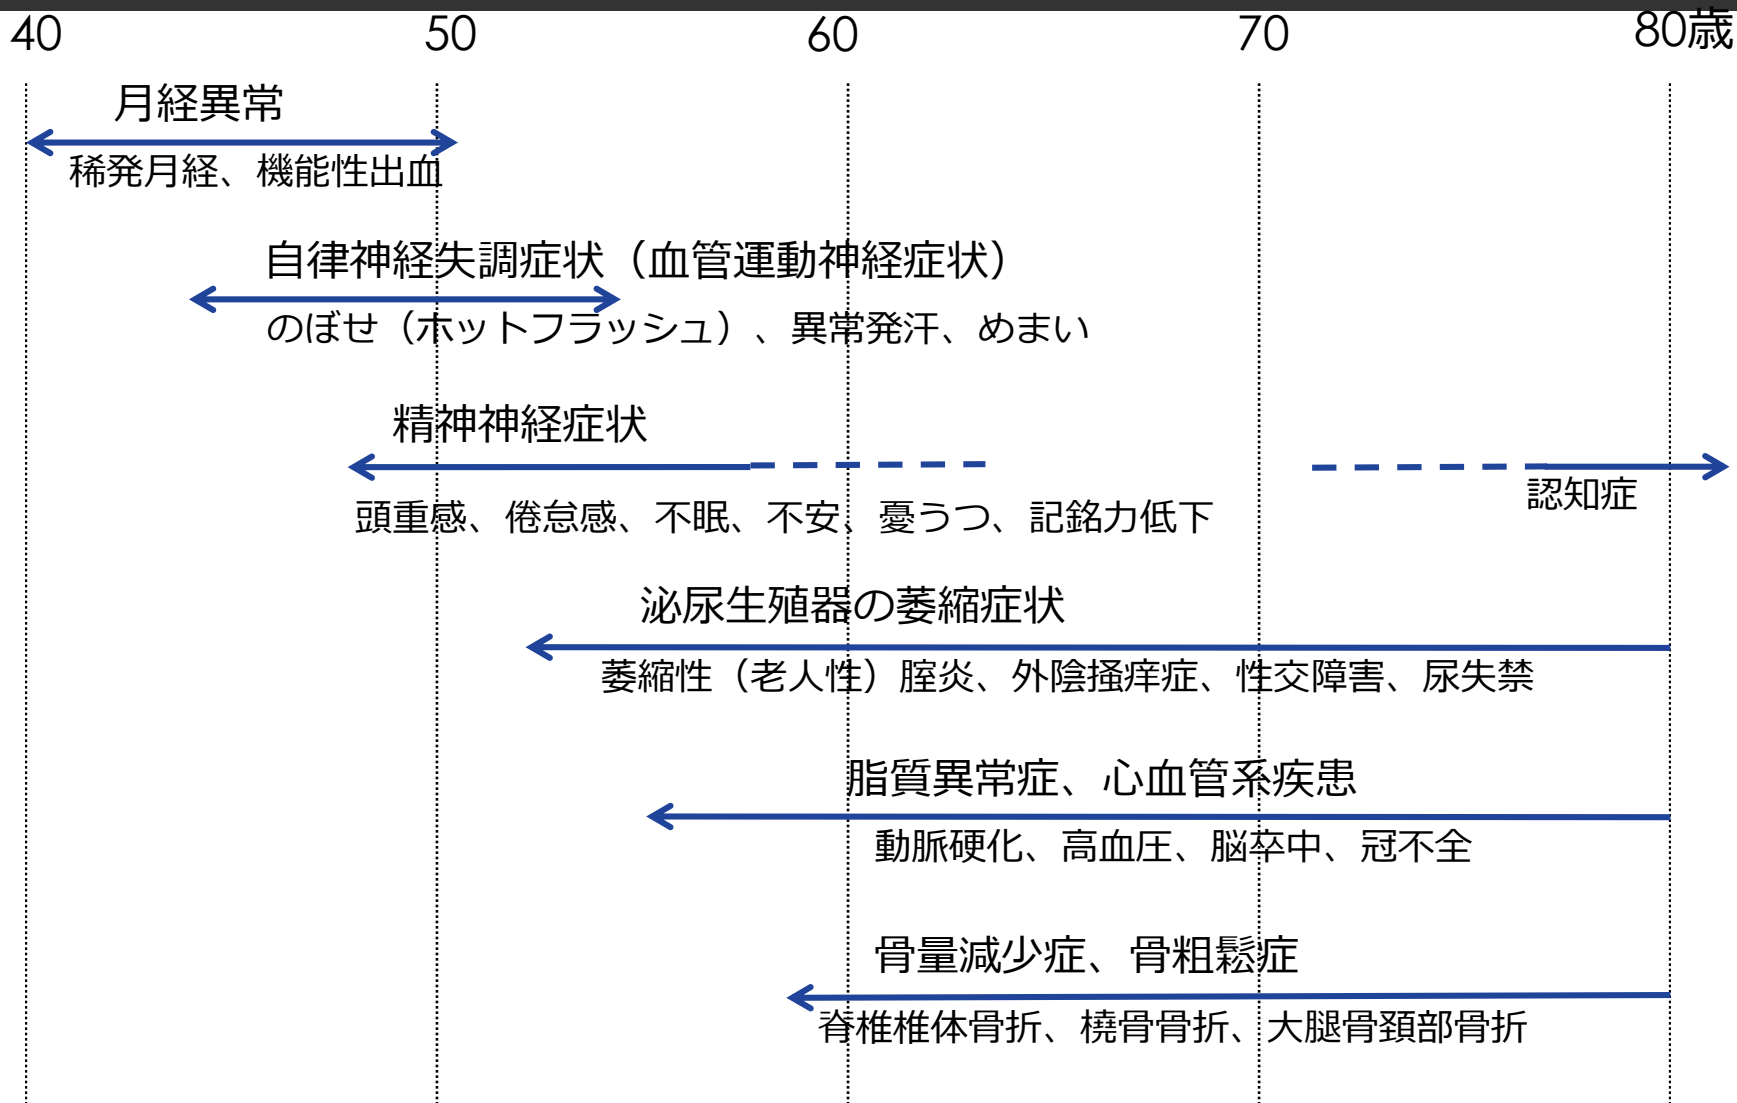 40 50 60 70 80歳
月経異常
稀発月経、機能性出血
自律神経失調症状（血管運動神経症状）
のぼせ（ホットフラッシュ）、異常発汗、めまい
精神神経症状
頭重感、倦怠感、不眠、不安、憂うつ、記銘力低下
認知症
泌尿生殖器の萎縮症状
萎縮性（老人性）腟炎、外陰掻痒症、性交障害、尿失禁
脂質異常症、心血管系疾患
動脈硬化、高血圧、脳卒中、冠不全
骨量減少症、骨粗鬆症
脊椎椎体骨折、橈骨骨折、大腿骨頚部骨折